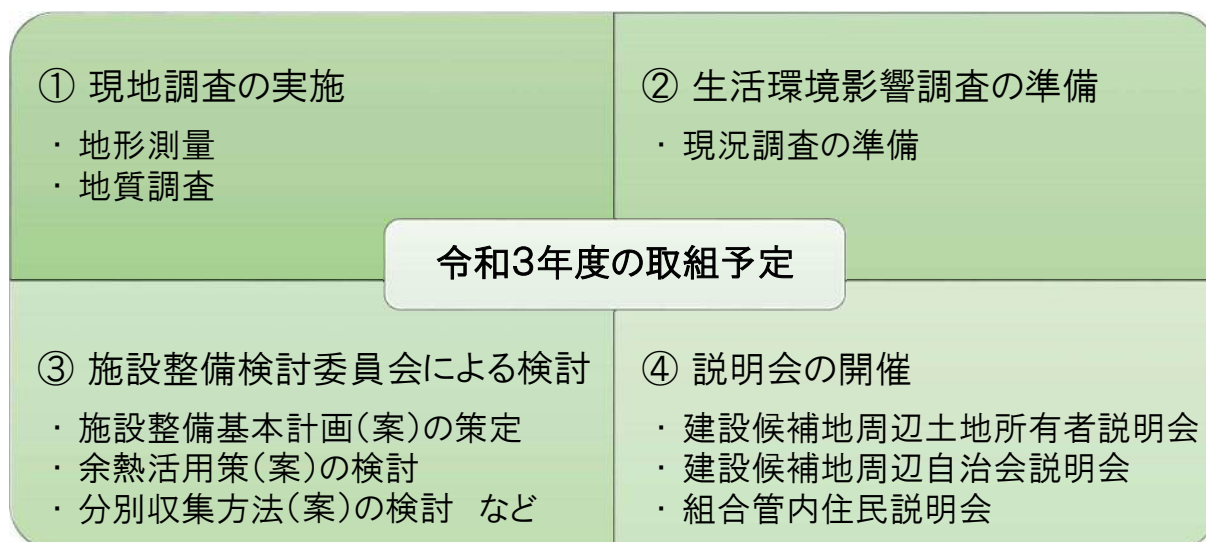 ① 現地調査の実施
・地形測量
・地質調査
② 生活環境影響調査の準備
・現況調査の準備
令和3年度の取組予定
③ 施設整備検討委員会による検討
・施設整備基本計画(案)の策定
・余熱活用策(案)の検討
・分別収集方法(案)の検討　など
④ 説明会の開催
・建設候補地周辺土地所有者説明会
・建設候補地周辺自治会説明会
・組合管内住民説明会